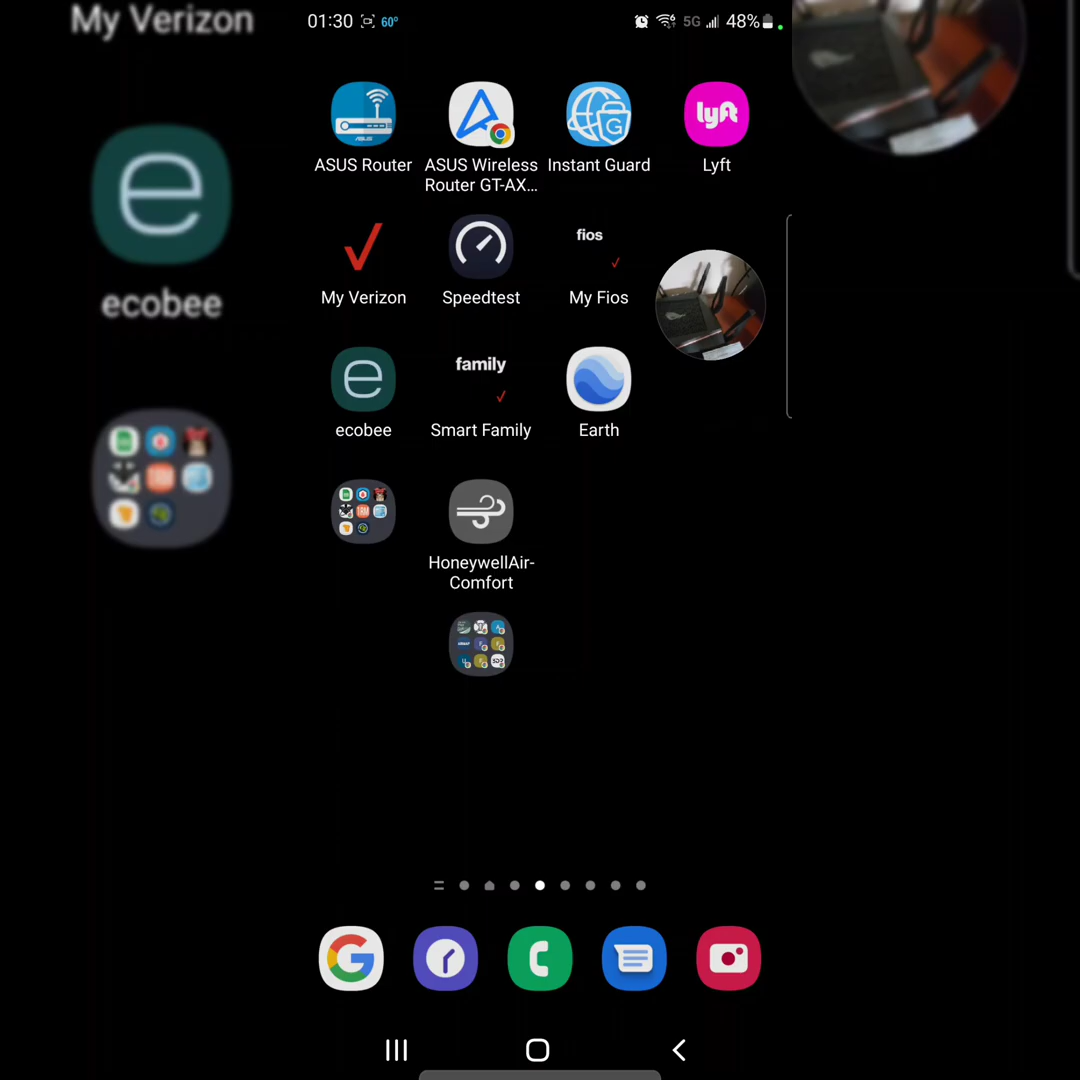 My Verizon
01:30 60° 5G 48%
ASUS Router
ASUS Wireless
Router GT-AX...
Instant Guard
lyft
Lyft
My Verizon
Speedtest
fios
My Fios
e
ecobee
e
ecobee
family
Smart Family
Earth
HoneywellAir-
Comfort